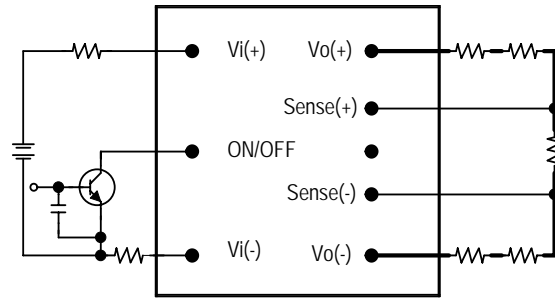 Vi(+) Vo(+)
Sense(+)
ON/OFF
Sense(-)
Vi(-) Vo(-)